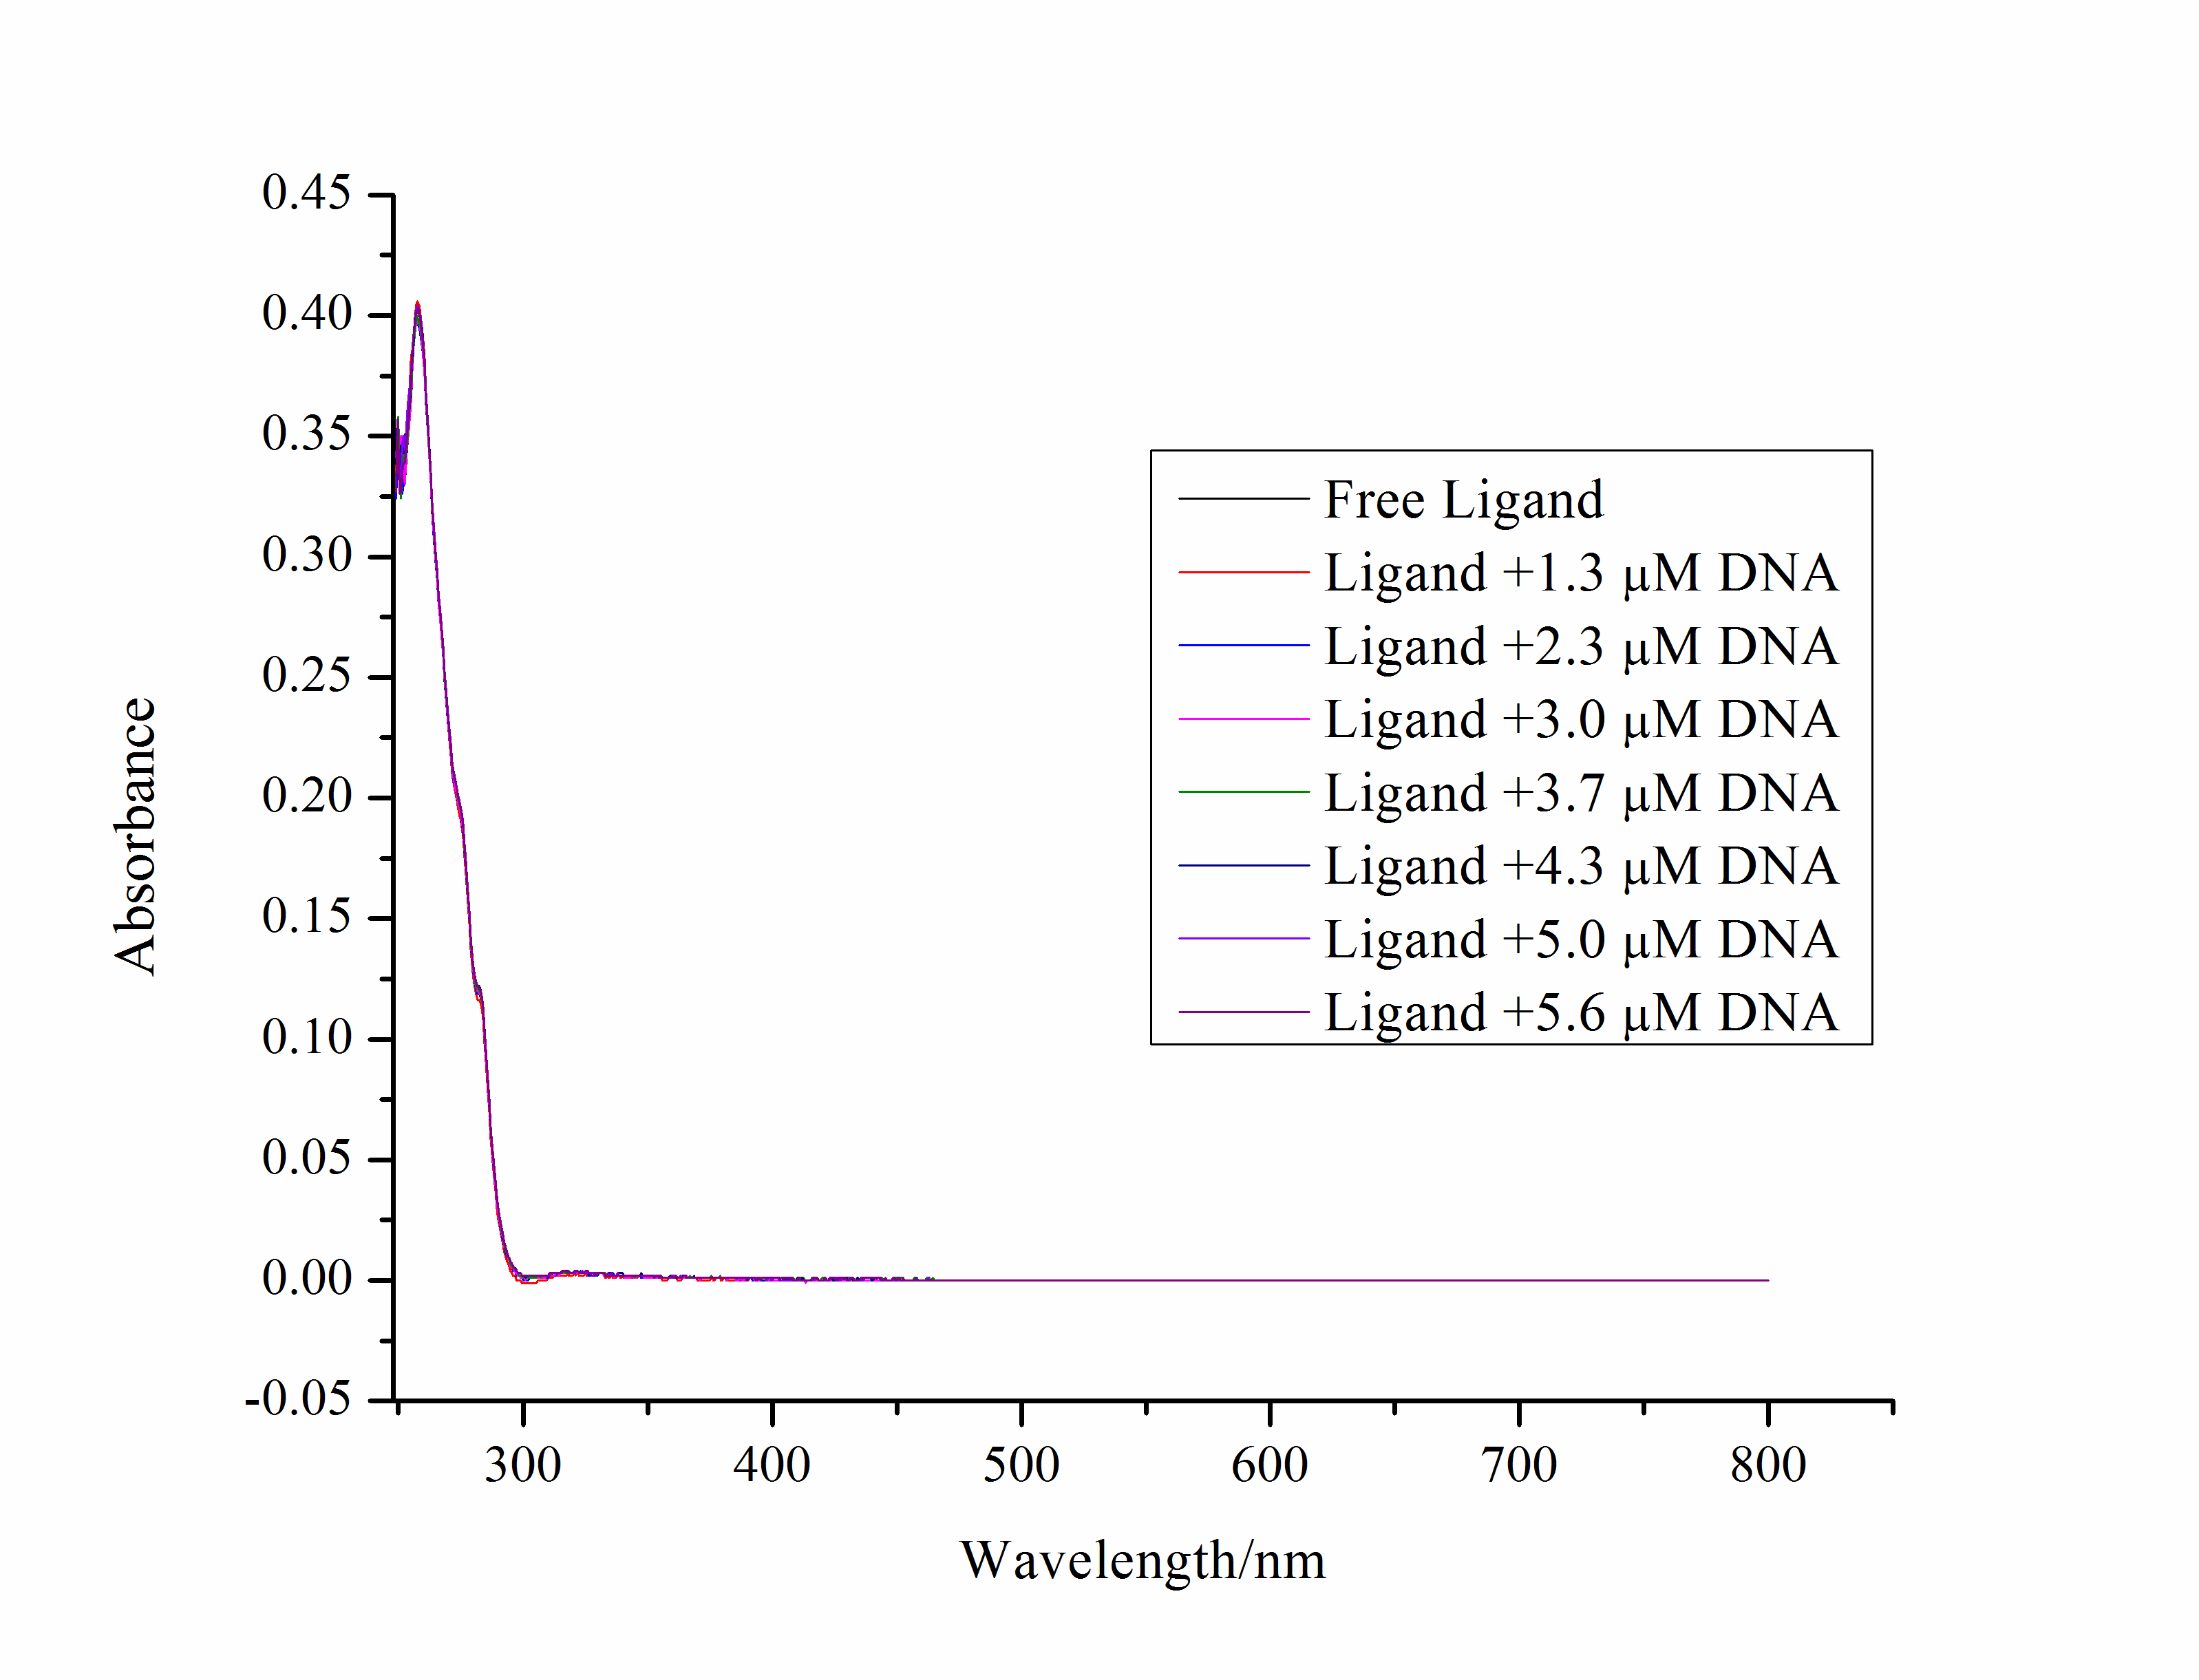 0.45
0.40
0.35
0.30
0.25
0.20
0.15
0.10
0.05
0.00
-0.05
Absorbance
Free Ligand
Ligand +1.3 μM DNA
Ligand +2.3 μM DNA
Ligand +3.0 μM DNA
Ligand +3.7 μM DNA
Ligand +4.3 μM DNA
Ligand +5.0 μM DNA
Ligand +5.6 μM DNA
300 400 500 600 700 800
Wavelength/nm